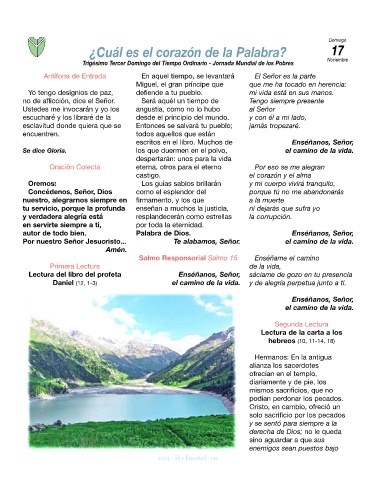 ¿Cuál es el corazón de la Palabra?
Trigésimo Tercer Domingo del Tiempo Ordinario - Jornada Mundial de los Pobres
Domingo
17
Noviembre
Antífona de Entrada
Yo tengo designios de paz,
no de aflicción, dice el Señor.
Ustedes me invocarán y yo los
escucharé y los libraré de la
esclavitud donde quiera que se
encuentren.
Se dice Gloria.
Oración Colecta
Oremos:
Concédenos, Señor, Dios
nuestro, alegrarnos siempre en
tu servicio, porque la profunda
y verdadera alegría está
en servirte siempre a ti,
autor de todo bien.
Por nuestro Señor Jesucristo...
Amén.
Primera Lectura
Lectura del libro del profeta
Daniel (12, 1-3)
En aquel tiempo, se levantará
Miguel, el gran príncipe que
defiende a tu pueblo.
Será aquél un tiempo de
angustia, como no lo hubo
desde el principio del mundo.
Entonces se salvará tu pueblo;
todos aquellos que están
escritos en el libro. Muchos de
los que duermen en el polvo,
despertarán: unos para la vida
eterna, otros para el eterno
castigo.
Los guías sabios brillarán
como el esplendor del
firmamento, y los que
enseñan a muchos la justicia,
resplandecerán como estrellas
por toda la eternidad.
Palabra de Dios.
Te alabamos, Señor.
Salmo Responsorial Salmo 15
Enséñanos, Señor,
el camino de la vida.
El Señor es la parte
que me ha tocado en herencia:
mi vida está en sus manos.
Tengo siempre presente
al Señor
y con él a mi lado,
jamás tropezaré.
Enséñanos, Señor,
el camino de la vida.
Por eso se me alegran
el corazón y el alma
y mi cuerpo vivirá tranquilo,
porque tú no me abandonarás
a la muerte
ni dejarás que sufra yo
la corrupción.
Enséñanos, Señor,
el camino de la vida.
Enséñame el camino
de la vida,
sáciame de gozo en tu presencia
y de alegría perpetua junto a ti.
Enséñanos, Señor,
el camino de la vida.
Segunda Lectura
Lectura de la carta a los
hebreos (10, 11-14. 18)
Hermanos: En la antigua
alianza los sacerdotes
ofrecían en el templo,
diariamente y de pie, los
mismos sacrificios, que no
podían perdonar los pecados.
Cristo, en cambio, ofreció un
solo sacrificio por los pecados
y se sentó para siempre a la
derecha de Dios; no le queda
sino aguardar a que sus
enemigos sean puestos bajo